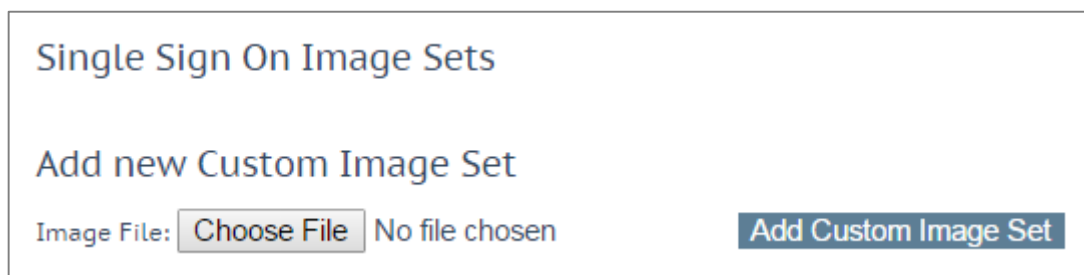 Single Sign On Image Sets
Add new Custom Image Set
Image File: Choose File No file chosen Add Custom Image Set